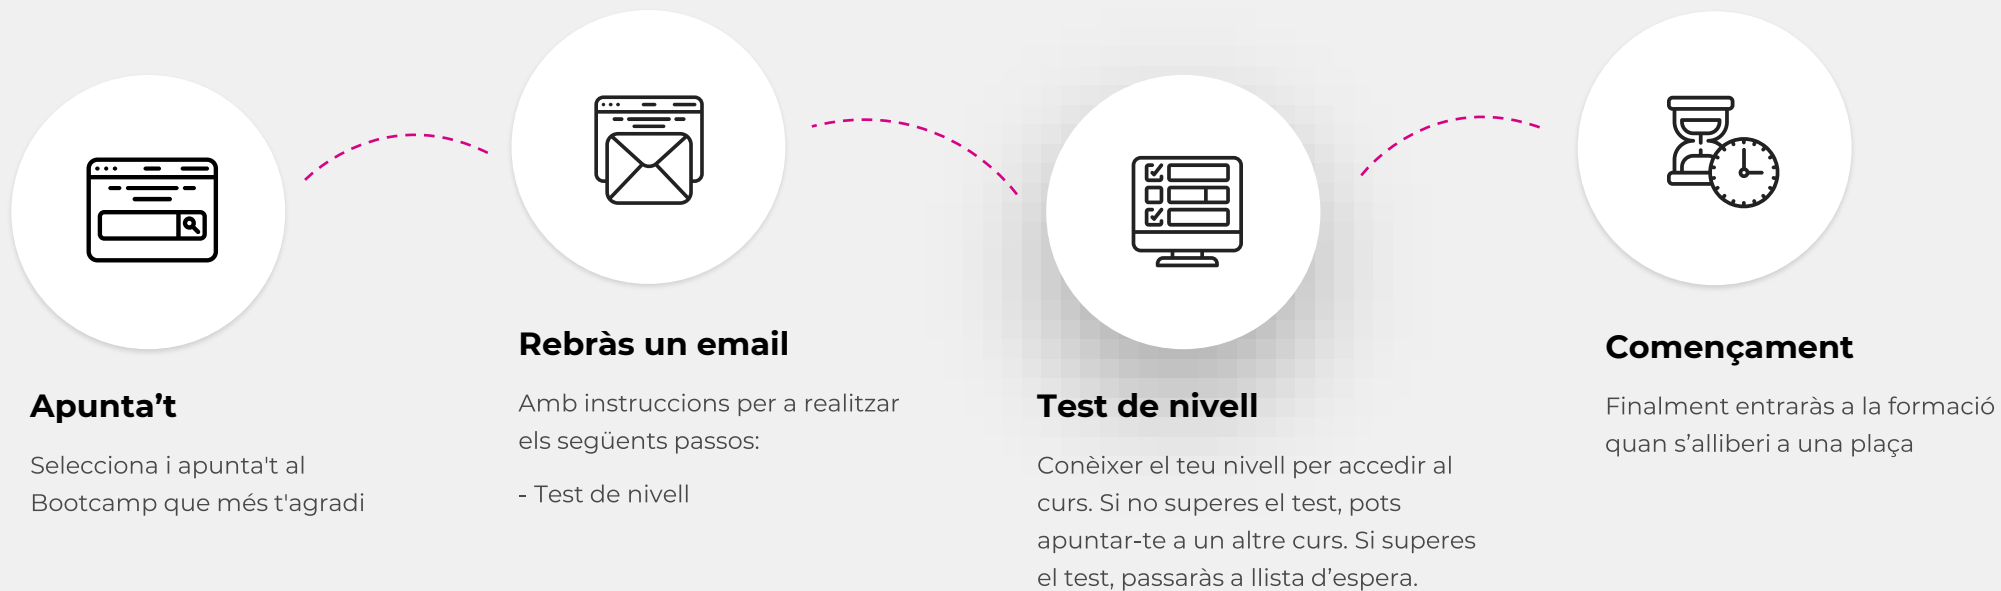 Apunta’t
Selecciona i apunta't al
Bootcamp que més t'agradi
Rebràs un email
Amb instruccions per a realitzar
els següents passos:
- Test de nivell
Test de nivell
Conèixer el teu nivell per accedir al
curs. Si no superes el test, pots
apuntar-te a un altre curs. Si superes
el test, passaràs a llista d’espera.
Començament
Finalment entraràs a la formació
quan s’alliberi a una plaça